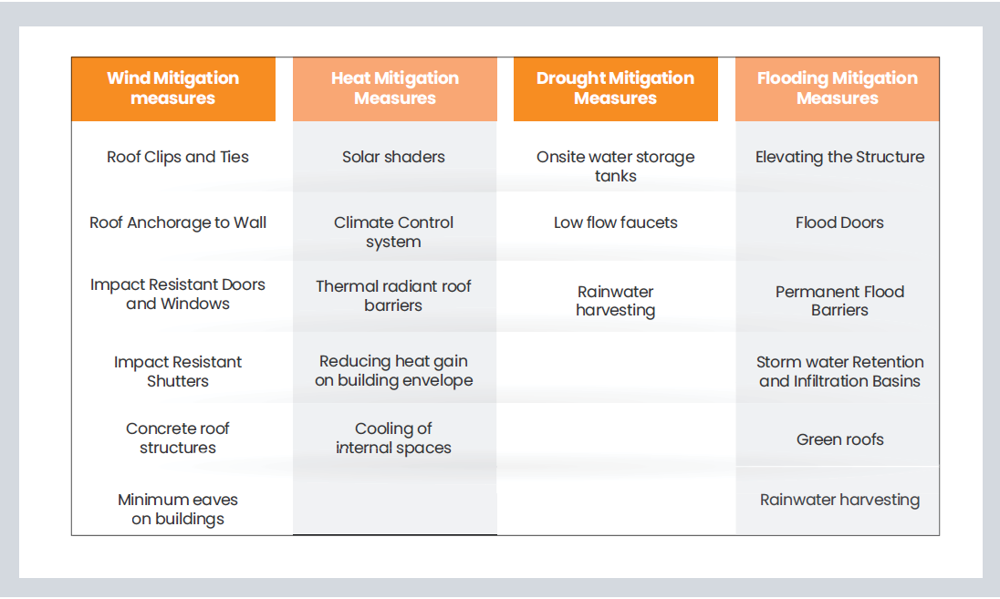 Wind Mitigation
measures
Heat Mitigation
Measures
Drought Mitigation
Measures
Flooding Mitigation
Measures
Roof Clips and Ties
Solar shaders
Onsite water storage
tanks
Elevating the Structure
Roof Anchorage to Wall
Climate Control
system
Low flow faucets
Flood Doors
Impact Resistant Doors
and Windows
Thermal radiant roof
barriers
Rainwater
harvesting
Permanent Flood
Barriers
Impact Resistant
Shutters
Reducing heat gain
on building envelope
Storm water Retention
and Infiltration Basins
Concrete roof
structures
Cooling of
internal spaces
Green roofs
Minimum eaves
on buildings
Rainwater harvesting